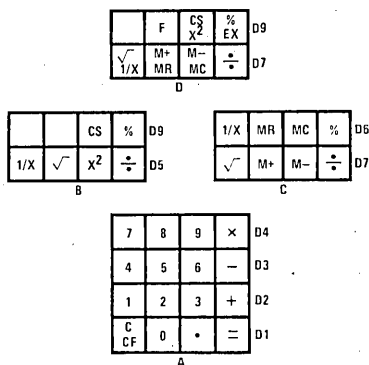 F CS %
X² EX D9
√ M+ M− ÷
1/X MR MC D7
D
CS % D9
1/X √ X² ÷ D5
B
1/X MR MC % D6
√ M+ M− ÷ D7
C
7 8 9 × D4
4 5 6 − D3
1 2 3 + D2
C
CF 0 • = D1
A